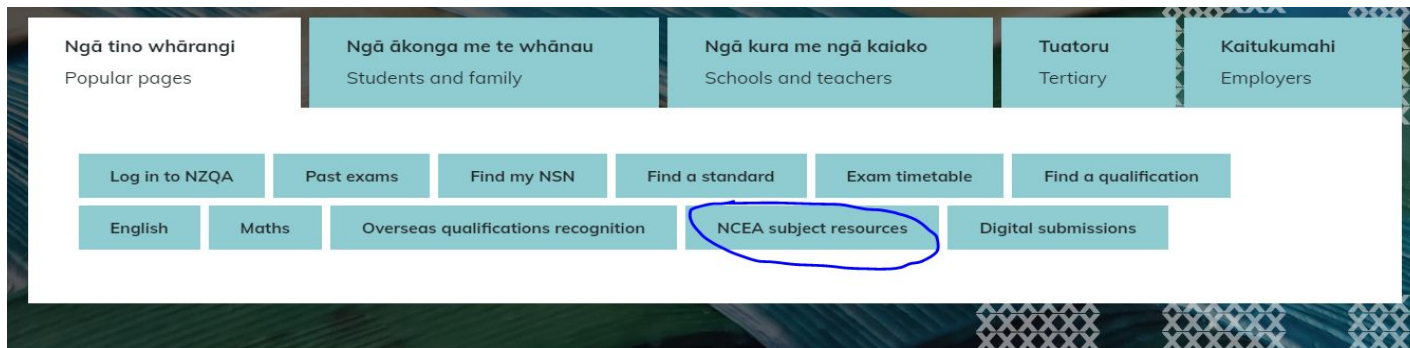 Ngā tino whārangi
Popular pages
Ngā ākonga me te whānau
Students and family
Ngā kura me ngā kaiako
Schools and teachers
Tuatoru
Tertiary
Kaitukumahi
Employers
Log in to NZQA
Past exams
Find my NSN
Find a standard
Exam timetable
Find a qualification
English
Maths
Overseas qualifications recognition
NCEA subject resources
Digital submissions